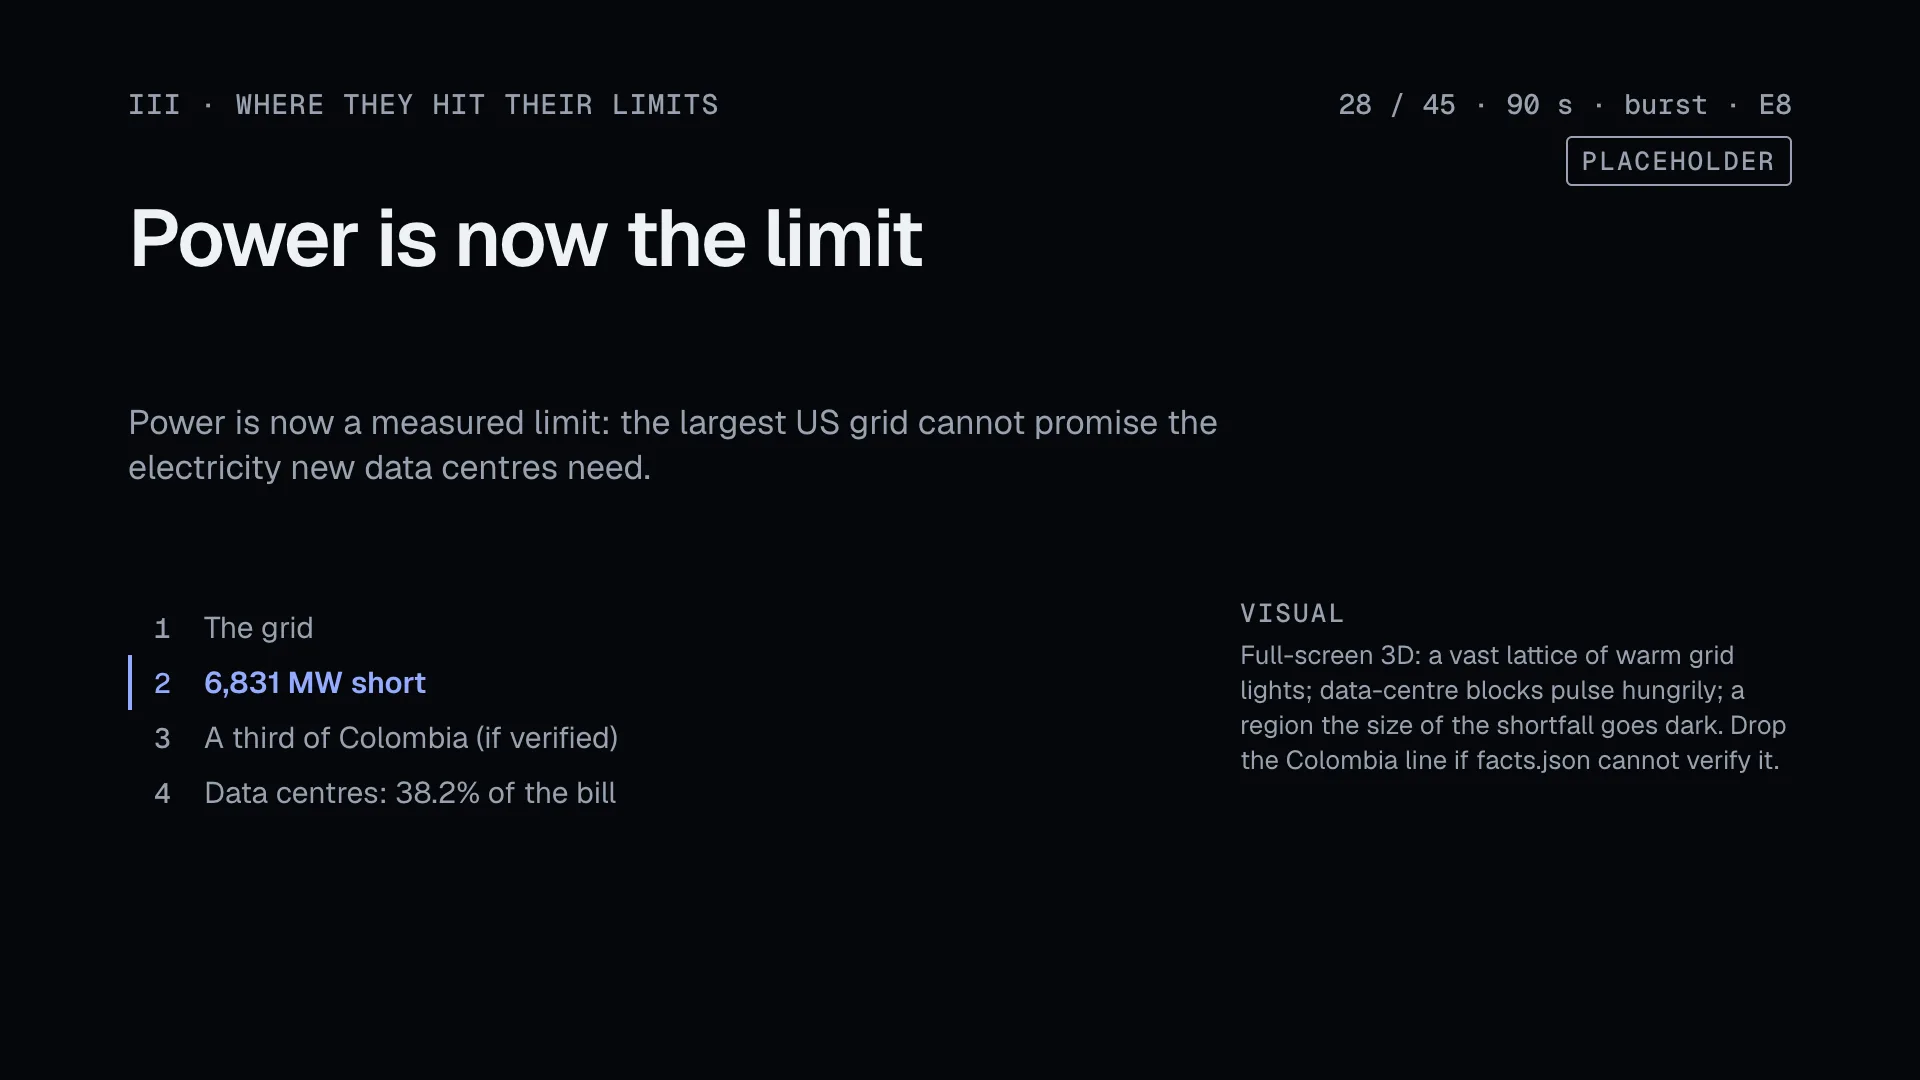 III · WHERE THEY HIT THEIR LIMITS
28 / 45 · 90 s · burst · E8
PLACEHOLDER
Power is now the limit
Power is now a measured limit: the largest US grid cannot promise the
electricity new data centres need.
1 The grid
2 6,831 MW short
3 A third of Colombia (if verified)
4 Data centres: 38.2% of the bill
VISUAL
Full-screen 3D: a vast lattice of warm grid
lights; data-centre blocks pulse hungrily; a
region the size of the shortfall goes dark. Drop
the Colombia line if facts.json cannot verify it.